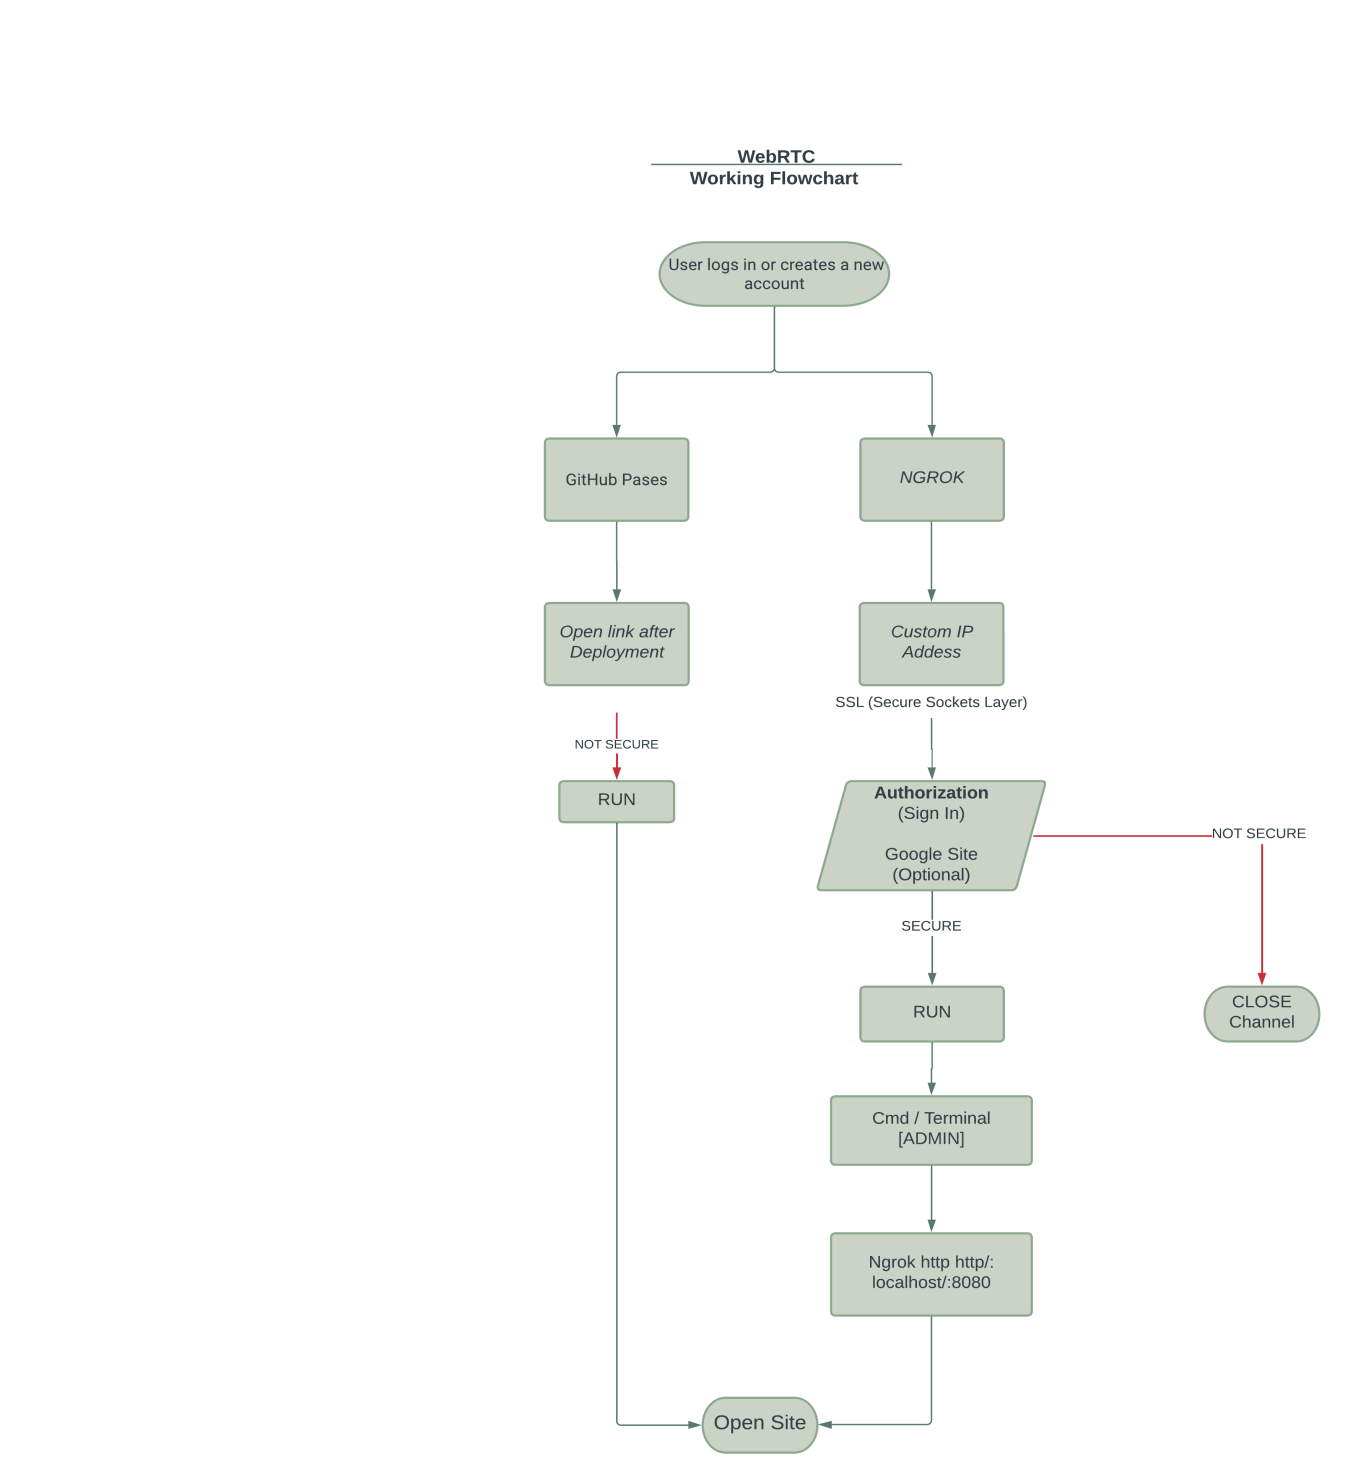 WebRTC
Working Flowchart
User logs in or creates a new
account
GitHub Pases
NGROK
Open link after
Deployment
Custom IP
Addess
SSL (Secure Sockets Layer)
NOT SECURE
RUN
Authorization
(Sign In)
Google Site
(Optional)
NOT SECURE
SECURE
RUN
CLOSE
Channel
Cmd / Terminal
[ADMIN]
Ngrok http http/:
localhost/:8080
Open Site